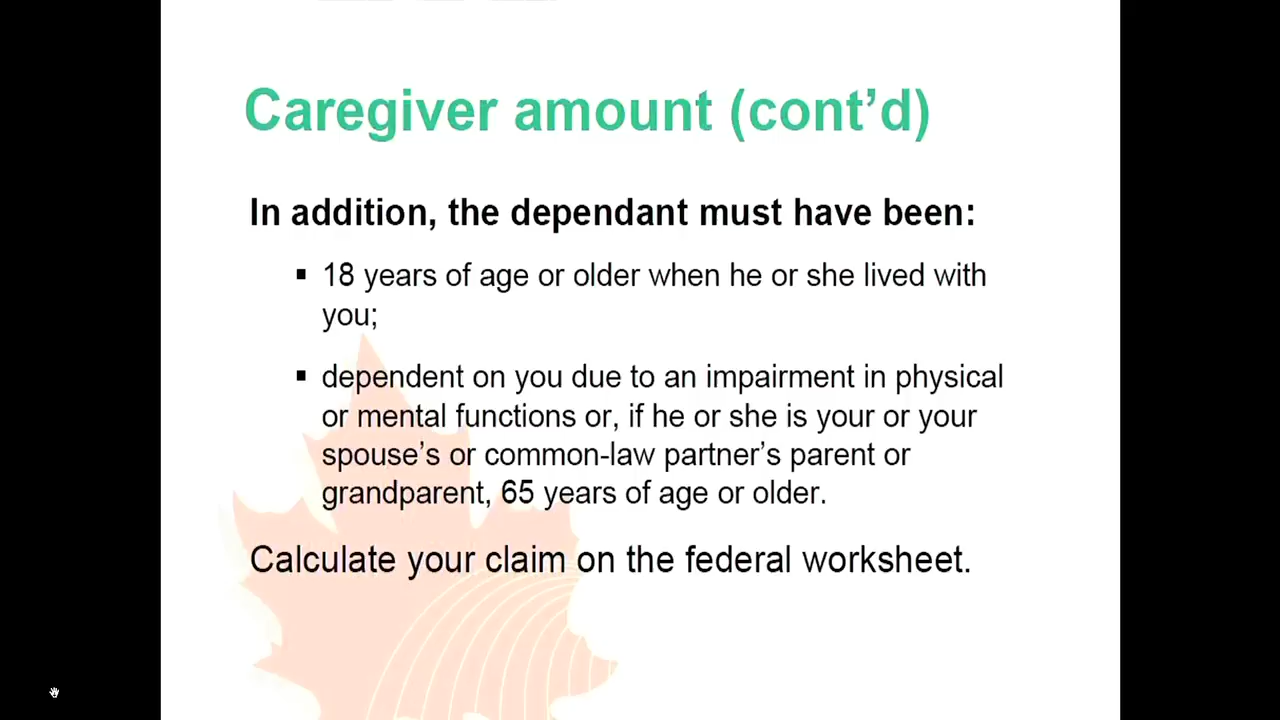 Caregiver amount (cont’d)
In addition, the dependant must have been:
▪ 18 years of age or older when he or she lived with
you;
▪ dependent on you due to an impairment in physical
or mental functions or, if he or she is your or your
spouse’s or common-law partner’s parent or
grandparent, 65 years of age or older.
Calculate your claim on the federal worksheet.